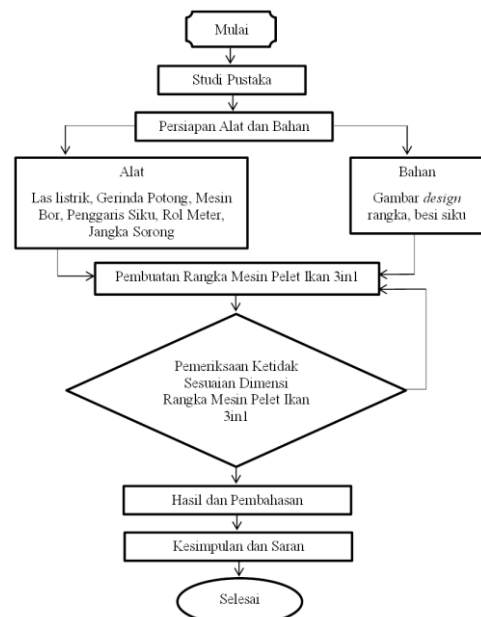 Mulai
Studi Pustaka
Persiapan Alat dan Bahan
Alat
Las listrik, Gerinda Potong, Mesin
Bor, Penggaris Siku, Rol Meter,
Jangka Sorong
Bahan
Gambar design
rangka, besi siku
Pembuatan Rangka Mesin Pelet Ikan 3in1
Pemeriksaan Ketidak
Sesuaian Dimensi
Rangka Mesin Pelet Ikan
3in1
Hasil dan Pembahasan
Kesimpulan dan Saran
Selesai